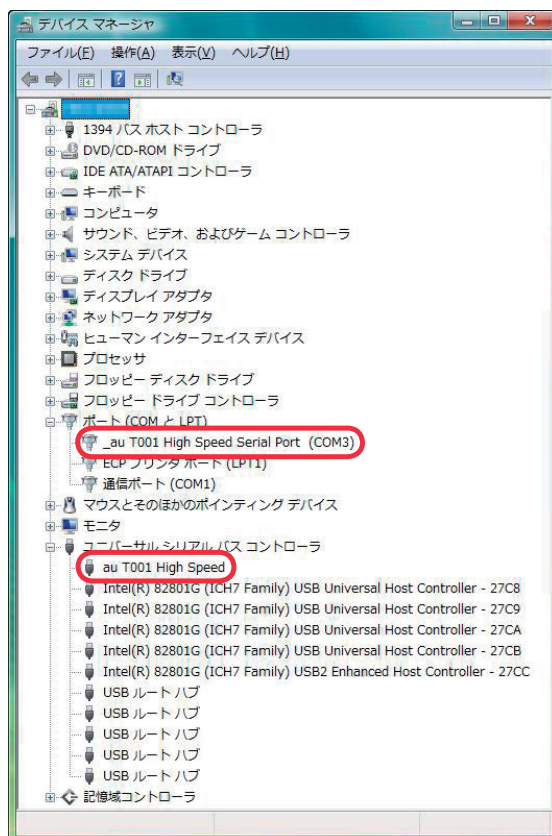 デバイス マネージャ
ファイル(F) 操作(A) 表示(V) ヘルプ(H)
1394 バス ホスト コントローラ
DVD/CD-ROM ドライブ
IDE ATA/ATAPI コントローラ
キーボード
コンピュータ
サウンド、ビデオ、およびゲーム コントローラ
システム デバイス
ディスク ドライブ
ディスプレイ アダプタ
ネットワーク アダプタ
ヒューマン インターフェイス デバイス
プロセッサ
フロッピー ディスク ドライブ
フロッピー ドライブ コントローラ
ポート (COM と LPT)
_au T001 High Speed Serial Port (COM3)
ECP プリンタ ポート (LPT1)
通信ポート (COM1)
マウスとそのほかのポインティング デバイス
モニタ
ユニバーサル シリアル バス コントローラ
au T001 High Speed
Intel(R) 82801G (ICH7 Family) USB Universal Host Controller - 27C8
Intel(R) 82801G (ICH7 Family) USB Universal Host Controller - 27C9
Intel(R) 82801G (ICH7 Family) USB Universal Host Controller - 27CA
Intel(R) 82801G (ICH7 Family) USB Universal Host Controller - 27CB
Intel(R) 82801G (ICH7 Family) USB2 Enhanced Host Controller - 27CC
USB ルート ハブ
USB ルート ハブ
USB ルート ハブ
USB ルート ハブ
USB ルート ハブ
記憶域コントローラ